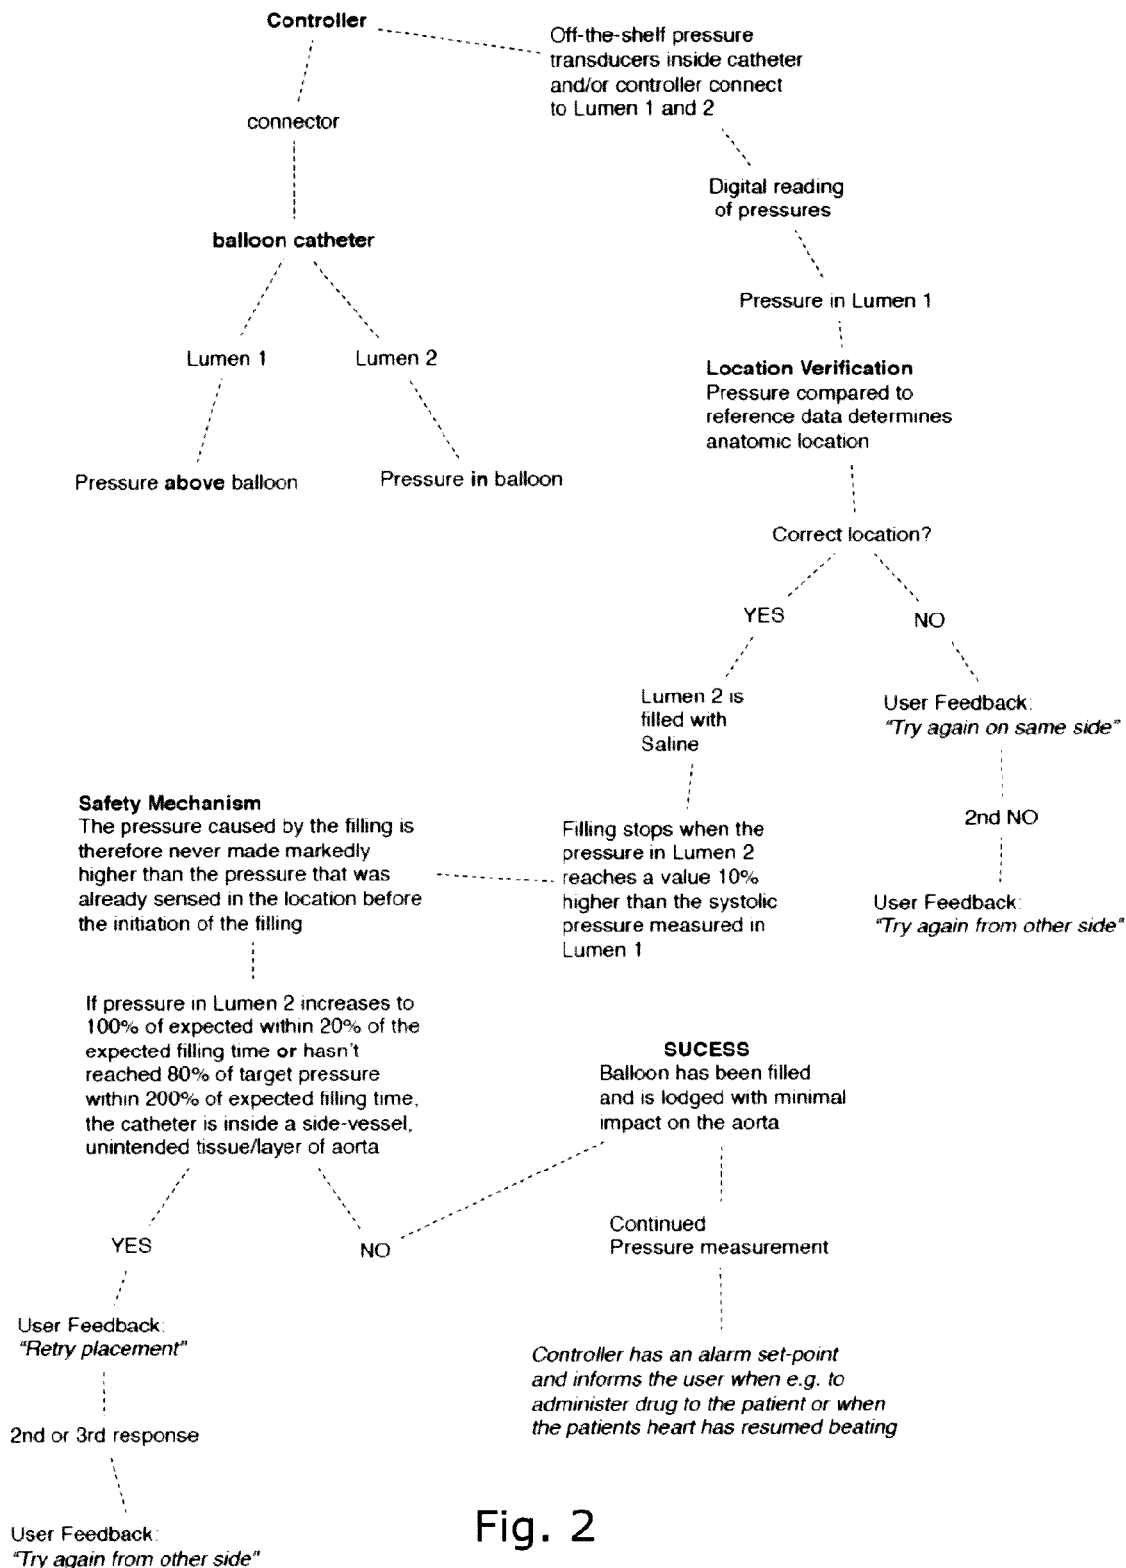 Controller
Off-the-shelf pressure
transducers inside catheter
and/or controller connect
to Lumen 1 and 2
connector
Digital reading
of pressures
balloon catheter
Pressure in Lumen 1
Lumen 1
Lumen 2
Location Verification
Pressure compared to
reference data determines
anatomic location
Pressure above balloon
Pressure in balloon
Correct location?
YES
NO
Lumen 2 is
filled with
Saline
User Feedback:
"Try again on same side"
2nd NO
User Feedback:
"Try again from other side"
Filling stops when the
pressure in Lumen 2
reaches a value 10%
higher than the systolic
pressure measured in
Lumen 1
Safety Mechanism
The pressure caused by the filling is
therefore never made markedly
higher than the pressure that was
already sensed in the location before
the initiation of the filling
If pressure in Lumen 2 increases to
100% of expected within 20% of the
expected filling time or hasn't
reached 80% of target pressure
within 200% of expected filling time,
the catheter is inside a side-vessel,
unintended tissue/layer of aorta
SUCESS
Balloon has been filled
and is lodged with minimal
impact on the aorta
YES
NO
Continued
Pressure measurement
User Feedback:
"Retry placement"
Controller has an alarm set-point
and informs the user when e.g. to
administer drug to the patient or when
the patients heart has resumed beating
2nd or 3rd response
User Feedback:
"Try again from other side"
Fig. 2